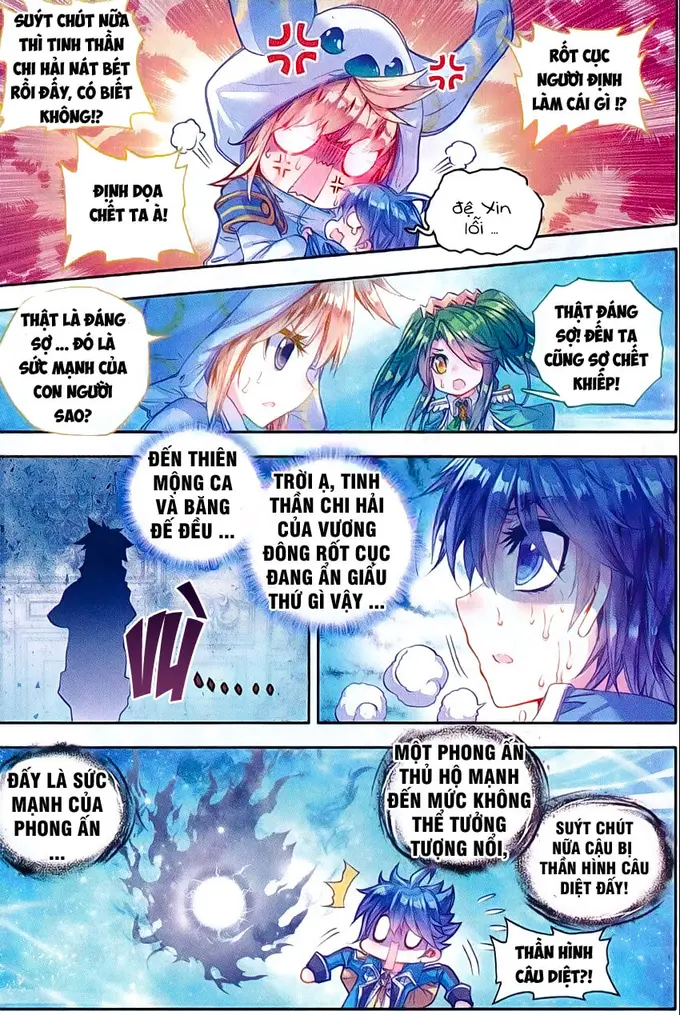 SUÝT CHÚT NỮA
THÌ TINH THẦN
CHI HẢI NÁT BÉT
RỒI ĐẤY, CÓ BIẾT
KHÔNG!?
RỐT CỤC
NGƯƠI ĐỊNH
LÀM CÁI GÌ !?
ĐỊNH DỌA
CHẾT TA À!
đệ xin
lỗi ...
THẬT LÀ ĐÁNG
SỢ ... ĐÓ LÀ
SỨC MẠNH CỦA
CON NGƯỜI
SAO?
THẬT ĐÁNG
SỢ! ĐẾN TA
CŨNG SỢ CHẾT
KHIẾP!
ĐẾN THIÊN
MỘNG CA
VÀ BĂNG
ĐẾ ĐỀU ...
TRỜI Ạ, TINH
THẦN CHI HẢI
CỦA VƯƠNG
ĐÔNG RỐT CỤC
ĐANG ẨN GIẤU
THỨ GÌ VẬY ...
VÙ......
ĐẤY LÀ SỨC
MẠNH CỦA
PHONG ẤN
...
MỘT PHONG ẤN
THỦ HỘ MẠNH
ĐẾN MỨC KHÔNG
THỂ TƯỞNG
TƯỢNG NỔI,
SUÝT CHÚT
NỮA CẬU BỊ
THẦN HÌNH CÂU
DIỆT ĐẤY!
THẦN HÌNH
CÂU DIỆT?!